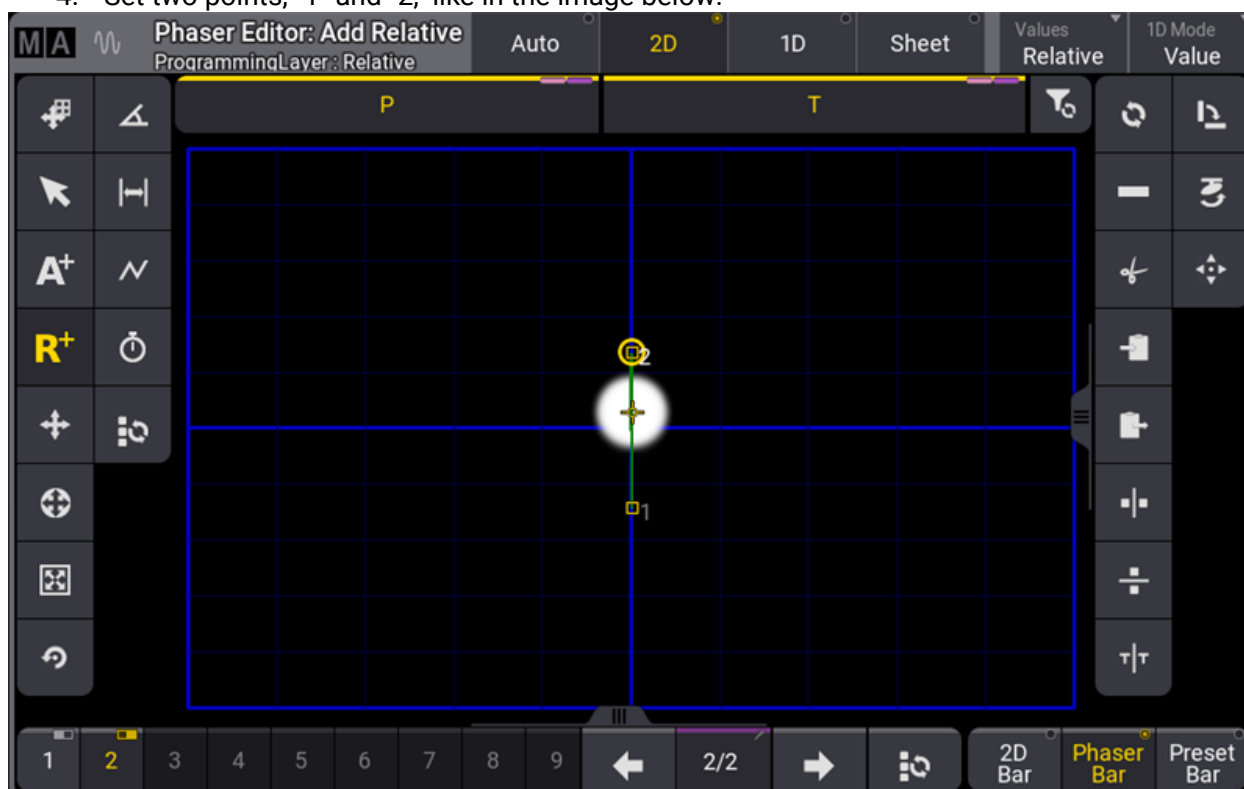 4. Set two points, "1" and "2," like in the image below:
MA Phaser Editor: Add Relative Auto 2D 1D Sheet Values 1D Mode
ProgrammingLayer : Relative Relative Value
P T
A+
R+
2
1
T|T
1 2 3 4 5 6 7 8 9 2/2 2D Bar Phaser Bar Preset Bar